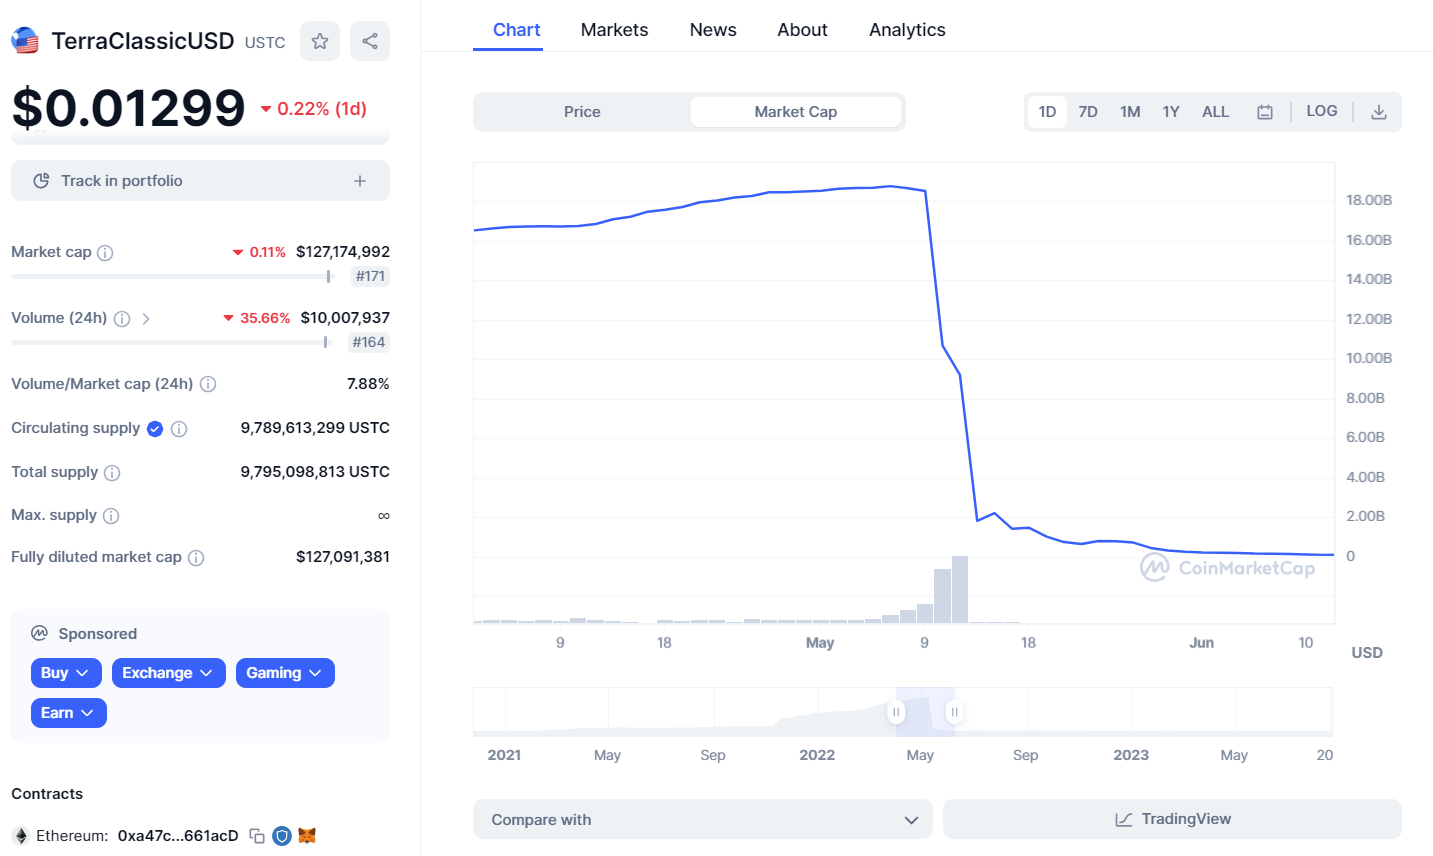 TerraClassicUSD USTC
$0.01299 0.22% (1d)
Track in portfolio +
Market cap 0.11% $127,174,992
#171
Volume (24h) 35.66% $10,007,937
#164
Volume/Market cap (24h) 7.88%
Circulating supply 9,789,613,299 USTC
Total supply 9,795,098,813 USTC
Max. supply ∞
Fully diluted market cap $127,091,381
Sponsored
Buy Exchange Gaming
Earn
Contracts
Ethereum: 0xa47c...661acD
Chart Markets News About Analytics
Price Market Cap
1D 7D 1M 1Y ALL LOG
18.00B
16.00B
14.00B
12.00B
10.00B
8.00B
6.00B
4.00B
2.00B
0
CoinMarketCap
9 18 May 9 18 Jun 10
USD
2021 May Sep 2022 May Sep 2023 May 20
Compare with
TradingView